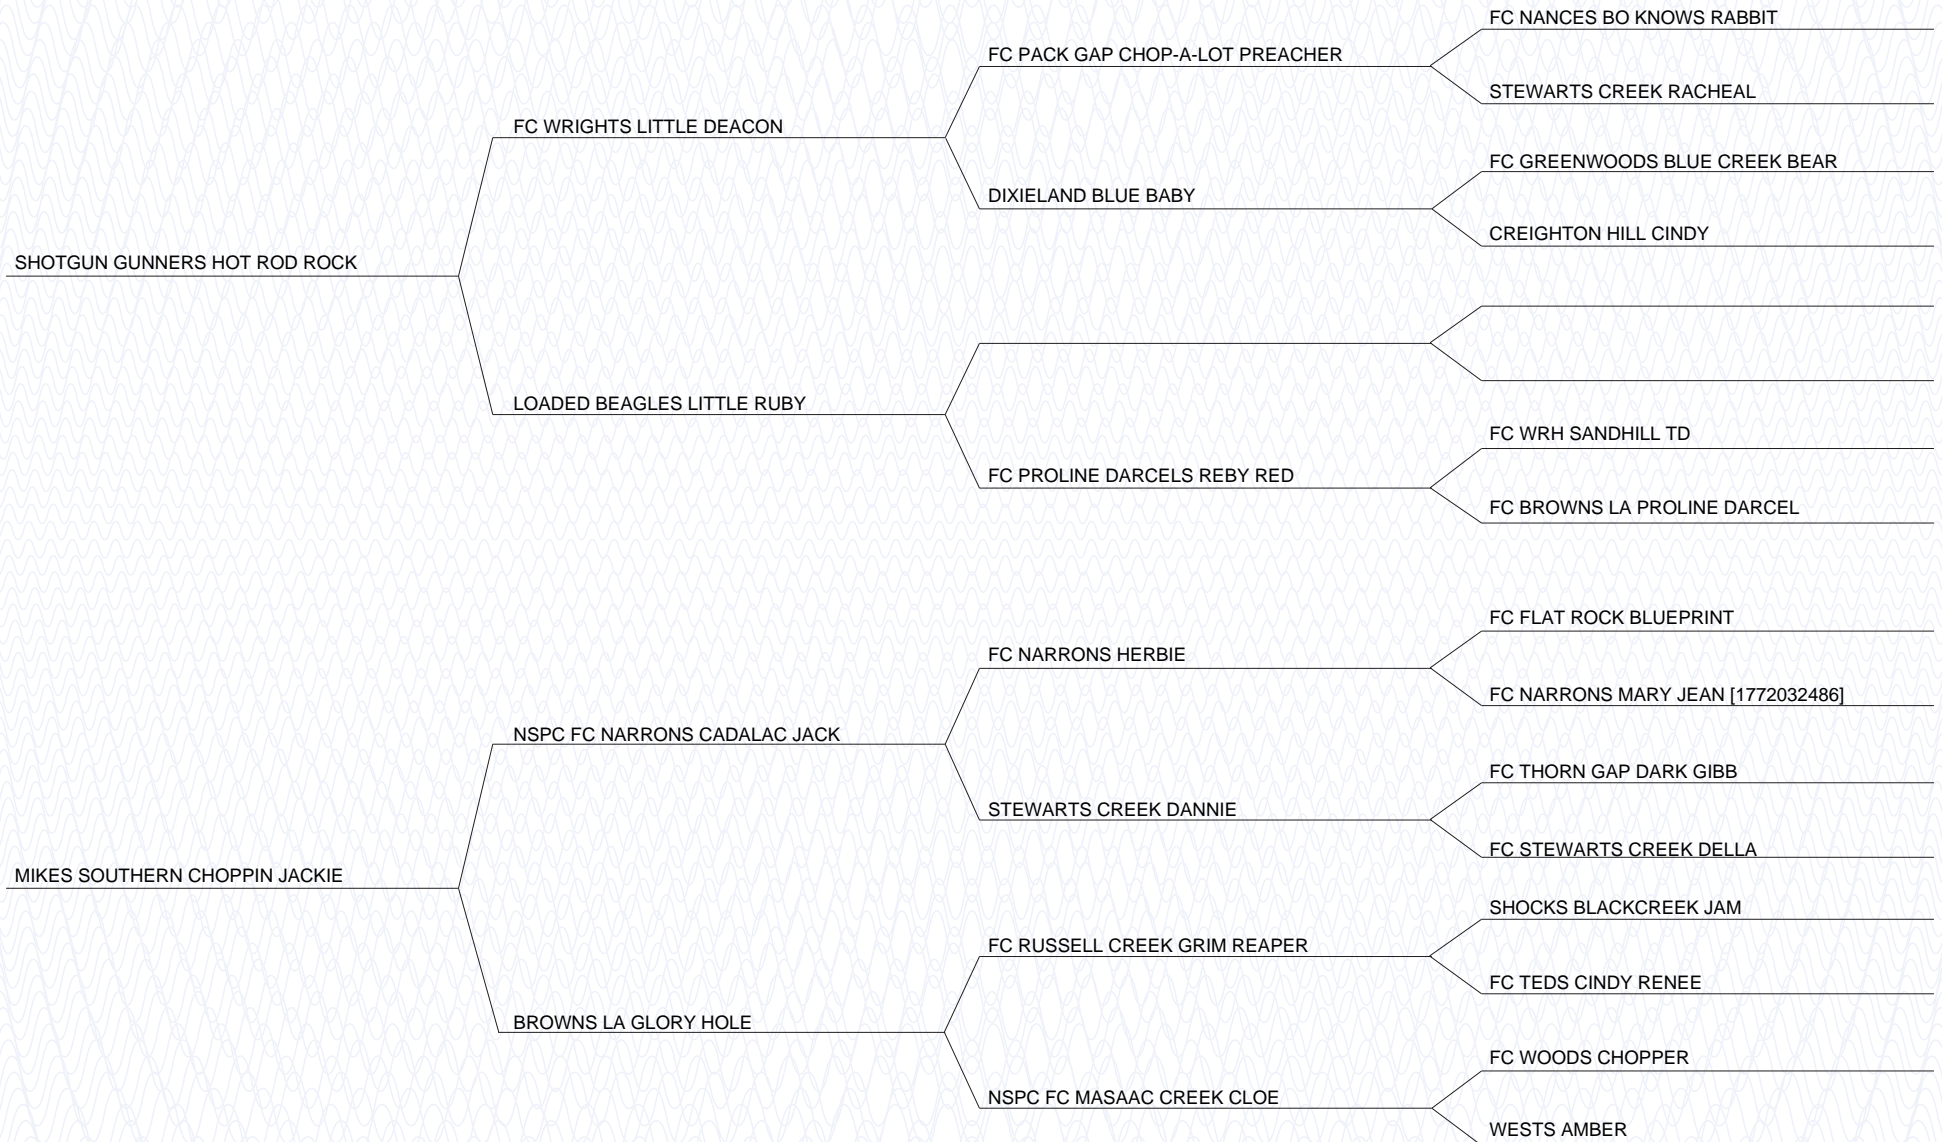 FC NANCES BO KNOWS RABBIT
FC PACK GAP CHOP-A-LOT PREACHER
STEWARTS CREEK RACHEAL
FC WRIGHTS LITTLE DEACON
FC GREENWOODS BLUE CREEK BEAR
DIXIELAND BLUE BABY
CREIGHTON HILL CINDY
SHOTGUN GUNNERS HOT ROD ROCK
LOADED BEAGLES LITTLE RUBY
FC WRH SANDHILL TD
FC PROLINE DARCELS REBY RED
FC BROWNS LA PROLINE DARCEL
FC FLAT ROCK BLUEPRINT
FC NARRONS HERBIE
FC NARRONS MARY JEAN [1772032486]
NSPC FC NARRONS CADALAC JACK
FC THORN GAP DARK GIBB
STEWARTS CREEK DANNIE
FC STEWARTS CREEK DELLA
MIKES SOUTHERN CHOPPIN JACKIE
SHOCKS BLACKCREEK JAM
FC RUSSELL CREEK GRIM REAPER
FC TEDS CINDY RENEE
BROWNS LA GLORY HOLE
FC WOODS CHOPPER
NSPC FC MASAAC CREEK CLOE
WESTS AMBER